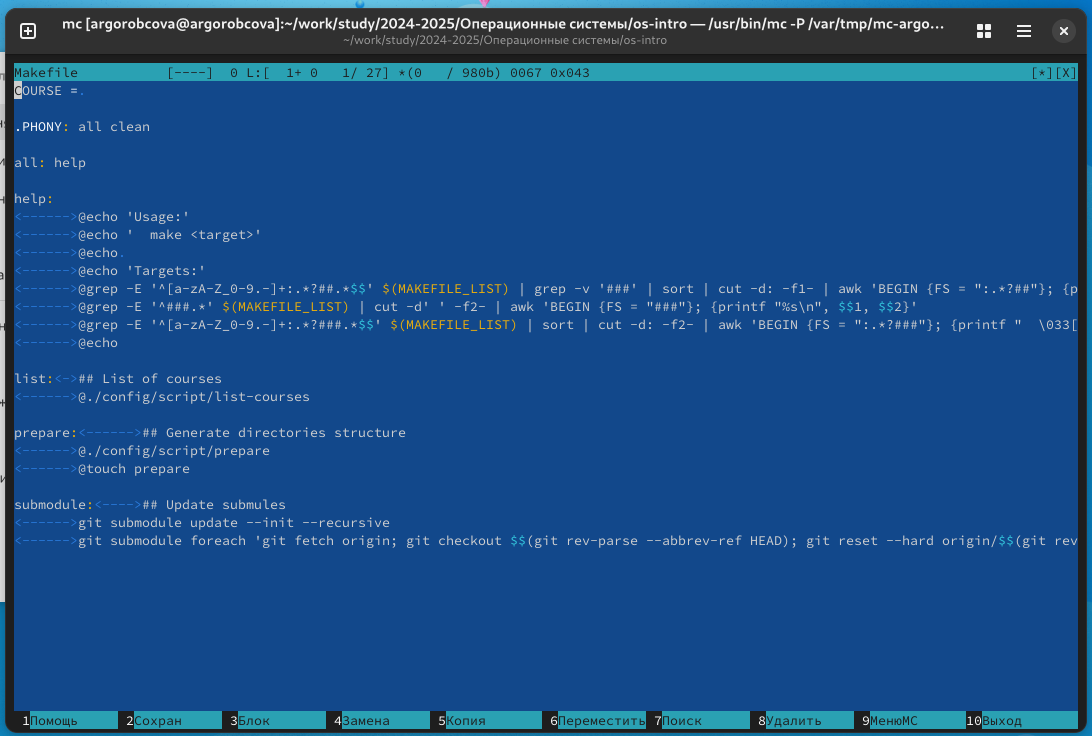 mc [argorobcova@argorobcova]:~/work/study/2024-2025/Операционные системы/os-intro — /usr/bin/mc -P /var/tmp/mc-argo…
~/work/study/2024-2025/Операционные системы/os-intro
Makefile [----] 0 L:[ 1+ 0 1/ 27] *(0 / 980b) 0067 0x043 [*][X]
COURSE =.
.PHONY: all clean
all: help
help:
<------>@echo 'Usage:'
<------>@echo '  make <target>'
<------>@echo.
<------>@echo 'Targets:'
<------>@grep -E '^[a-zA-Z_0-9.-]+:.*?##.*$$' $(MAKEFILE_LIST) | grep -v '###' | sort | cut -d: -f1- | awk 'BEGIN {FS = ":.*?##"}; {p
<------>@grep -E '^###.*' $(MAKEFILE_LIST) | cut -d' ' -f2- | awk 'BEGIN {FS = "###"}; {printf "%s\n", $$1, $$2}'
<------>@grep -E '^[a-zA-Z_0-9.-]+:.*?###.*$$' $(MAKEFILE_LIST) | sort | cut -d: -f2- | awk 'BEGIN {FS = ":.*?###"}; {printf "  \033[
<------>@echo
list:<->## List of courses
<------>@./config/script/list-courses
prepare:<------>## Generate directories structure
<------>@./config/script/prepare
<------>@touch prepare
submodule:<---->## Update submules
<------>git submodule update --init --recursive
<------>git submodule foreach 'git fetch origin; git checkout $$(git rev-parse --abbrev-ref HEAD); git reset --hard origin/$$(git rev
1Помощь 2Сохран 3Блок 4Замена 5Копия 6Переместить 7Поиск 8Удалить 9МенюМС 10Выход